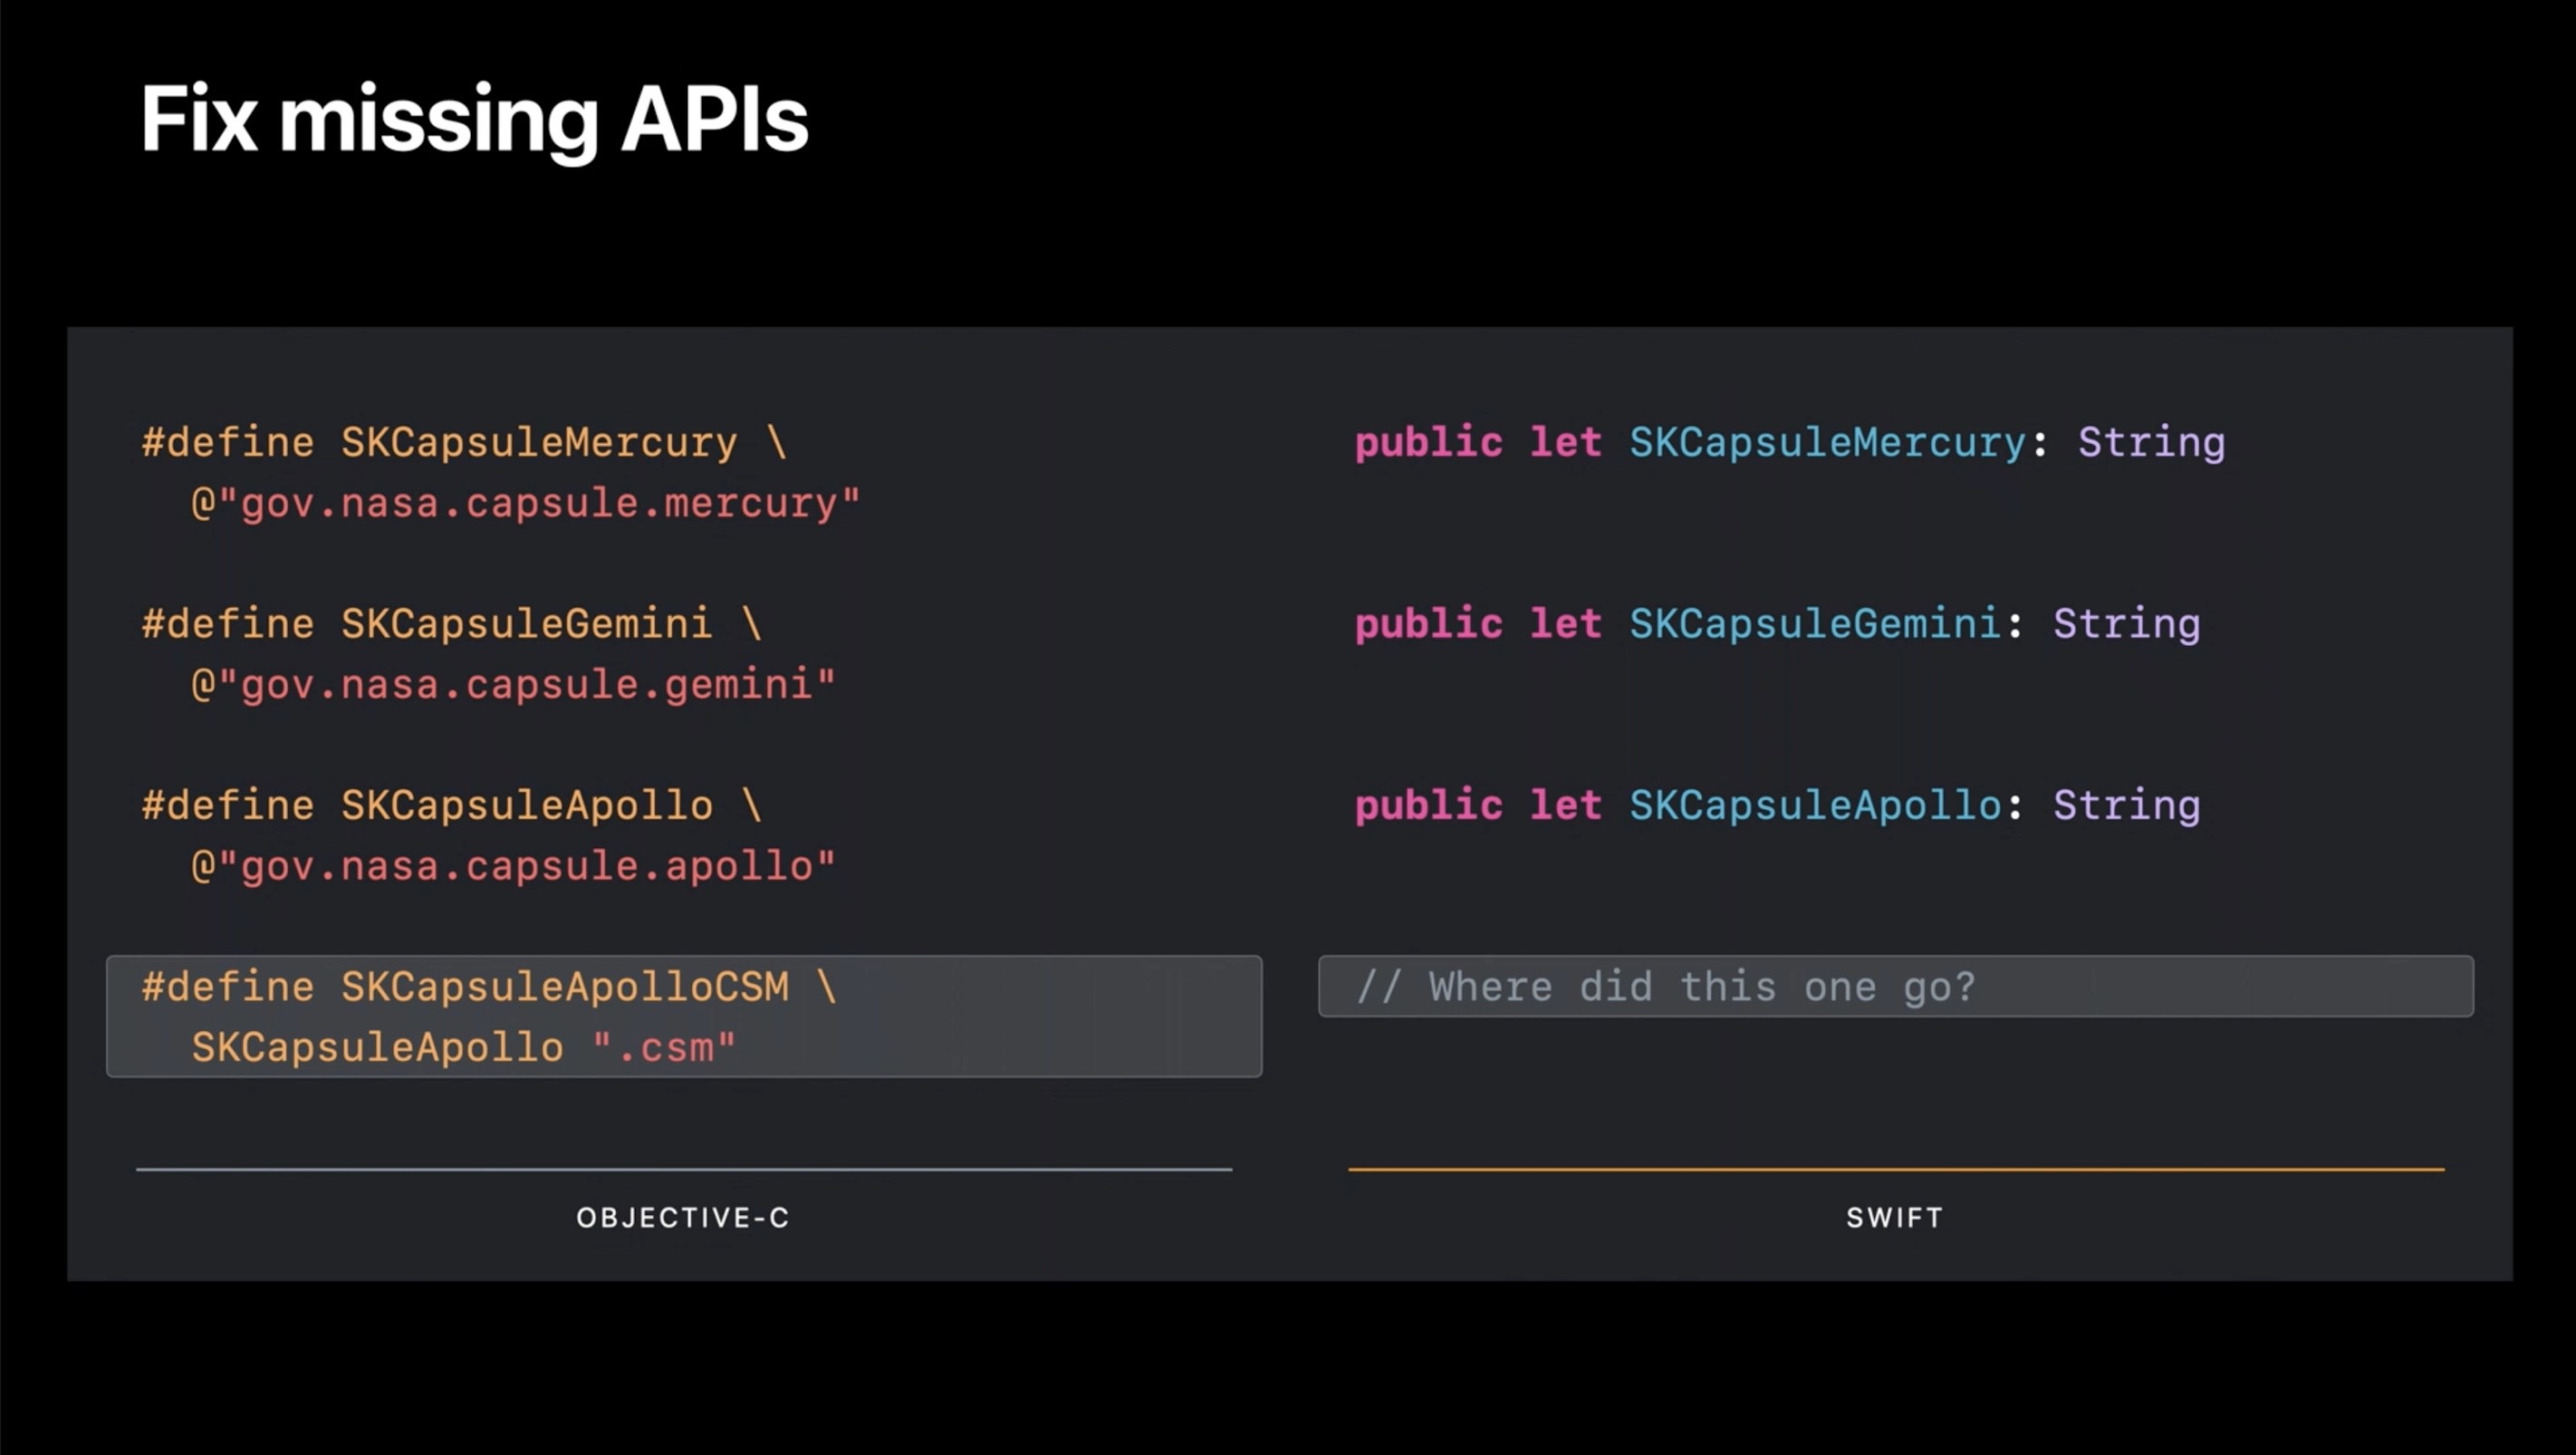 Fix missing APIs
#define SKCapsuleMercury \
@"gov.nasa.capsule.mercury"
#define SKCapsuleGemini \
@"gov.nasa.capsule.gemini"
#define SKCapsuleApollo \
@"gov.nasa.capsule.apollo"
#define SKCapsuleApolloCSM \
SKCapsuleApollo ".csm"
OBJECTIVE-C
public let SKCapsuleMercury: String
public let SKCapsuleGemini: String
public let SKCapsuleApollo: String
// Where did this one go?
SWIFT